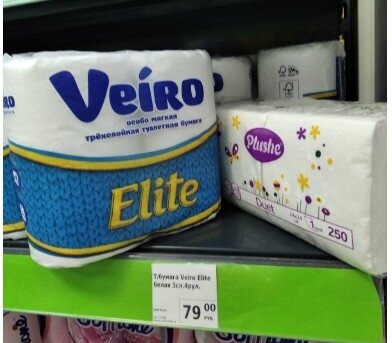 Veiro
особо мягкая
трёхслойная туалетная бумага
Elite
Plushe
Duet
250
Т/бумага Veiro Elite
белая 3сл.4рул.
79 00
РУБ